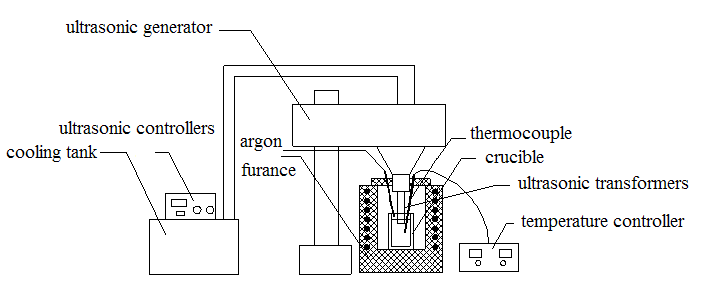 ultrasonic generator
ultrasonic controllers
cooling tank
argon
furance
thermocouple
crucible
ultrasonic transformers
temperature controller